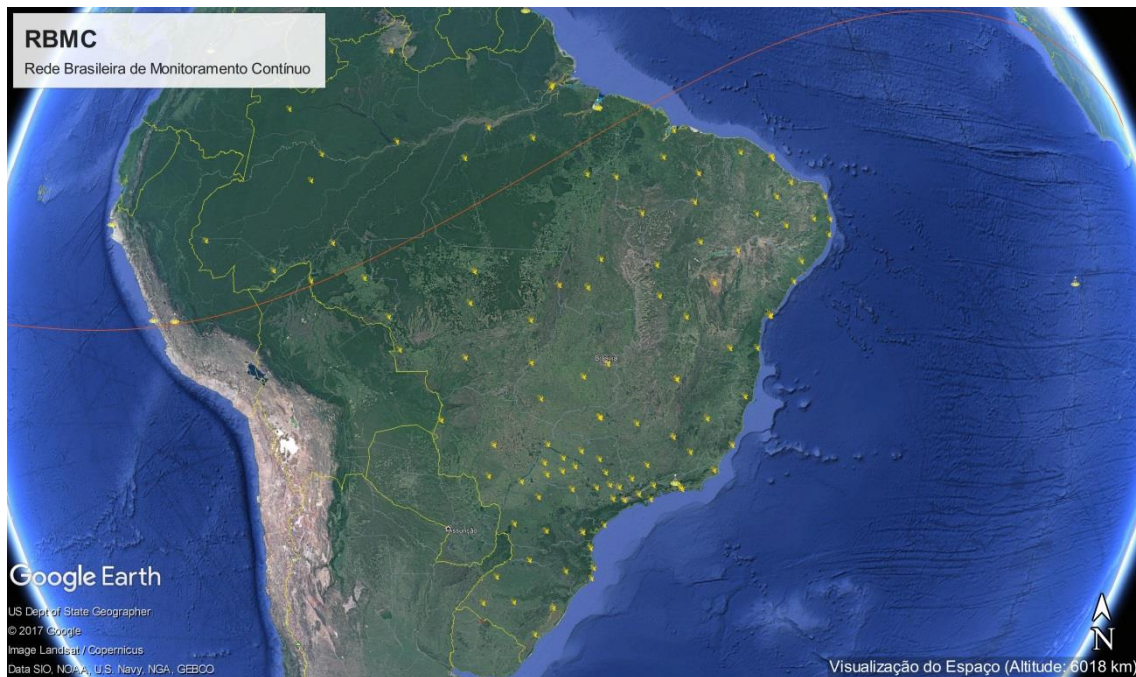 RBMC
Rede Brasileira de Monitoramento Contínuo
Brasília
Assunção
Google Earth
US Dept of State Geographer
© 2017 Google
Image Landsat / Copernicus
Data SIO, NOAA, U.S. Navy, NGA, GEBCO
N
Visualização do Espaço (Altitude: 6018 km)